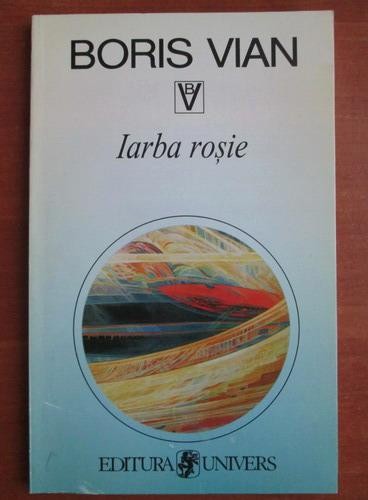 BORIS VIAN
BV
Iarba roșie
EDITURA UNIVERS